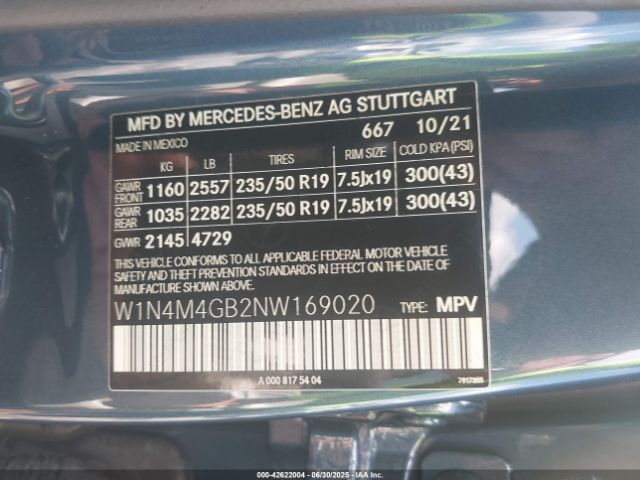 MFD BY MERCEDES-BENZ AG STUTTGART
MADE IN MEXICO 667 10/21
KG LB TIRES RIM SIZE COLD KPA (PSI)
GAWR FRONT 1160 2557 235/50 R19 7.5Jx19 300(43)
GAWR REAR 1035 2282 235/50 R19 7.5Jx19 300(43)
GVWR 2145 4729
THIS VEHICLE CONFORMS TO ALL APPLICABLE FEDERAL MOTOR VEHICLE
SAFETY AND THEFT PREVENTION STANDARDS IN EFFECT ON THE DATE OF
MANUFACTURE SHOWN ABOVE.
W1N4M4GB2NW169020 TYPE: MPV
A 000 817 54 04
000-42622004 | 06/30/2025 | IAAI.COM